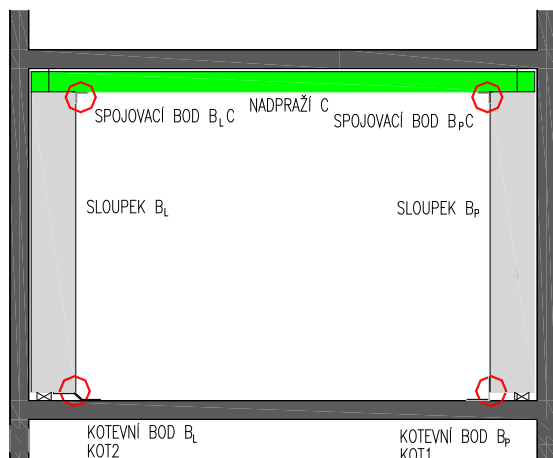 NADPRAŽÍ C
SPOJOVACÍ BOD BLC
SPOJOVACÍ BOD BPC
SLOUPEK BL
SLOUPEK BP
KOTEVNÍ BOD BL
KOT2
KOTEVNÍ BOD BP
KOT1